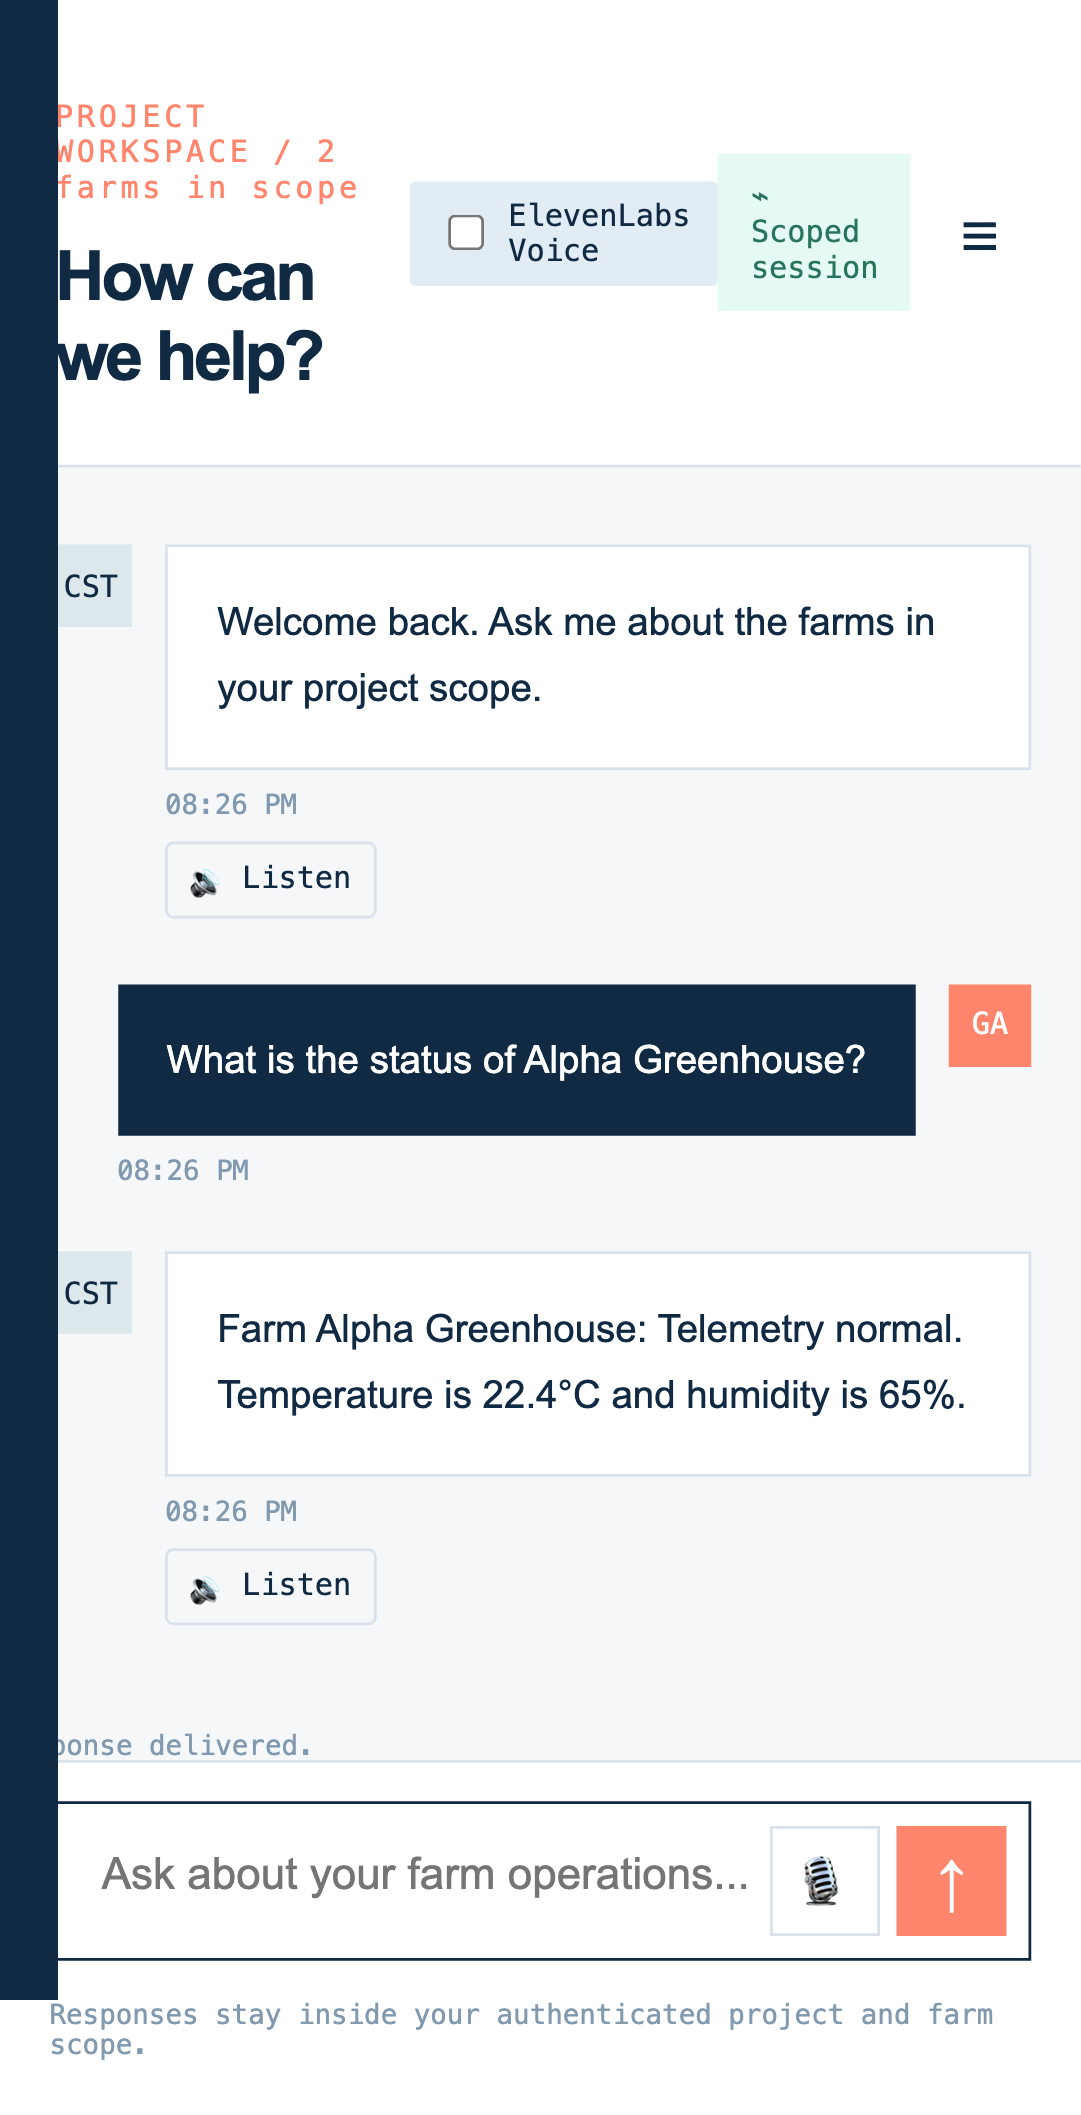 PROJECT
WORKSPACE / 2
farms in scope
How can
we help?
ElevenLabs
Voice
Scoped
session
CST
Welcome back. Ask me about the farms in
your project scope.
08:26 PM
Listen
What is the status of Alpha Greenhouse?
GA
08:26 PM
CST
Farm Alpha Greenhouse: Telemetry normal.
Temperature is 22.4°C and humidity is 65%.
08:26 PM
Listen
ponse delivered.
Ask about your farm operations...
Responses stay inside your authenticated project and farm
scope.